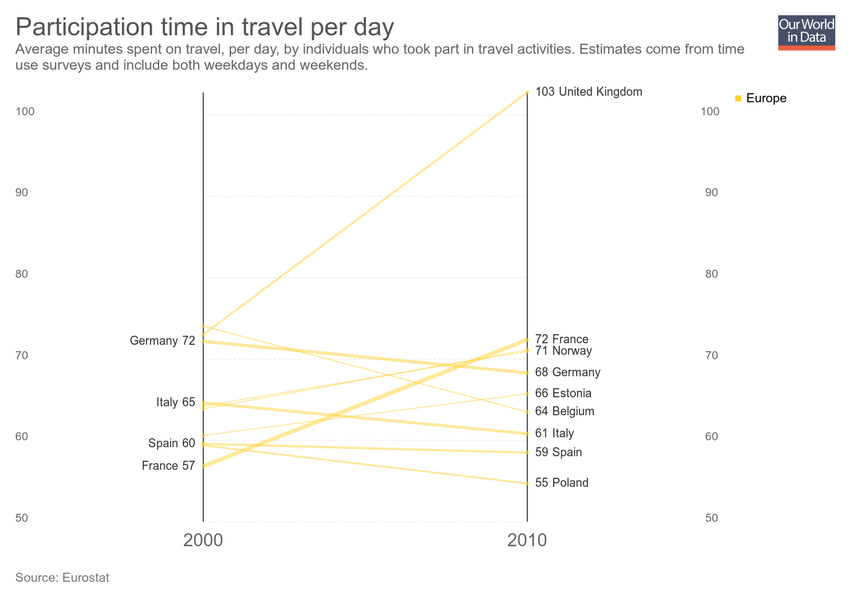 Participation time in travel per day
Our World
in Data
Average minutes spent on travel, per day, by individuals who took part in travel activities. Estimates come from time
use surveys and include both weekdays and weekends.
103 United Kingdom
Europe
100
100
90
90
80
80
Germany 72
72 France
71 Norway
70
70
68 Germany
66 Estonia
Italy 65
64 Belgium
61 Italy
60
60
Spain 60
59 Spain
France 57
55 Poland
50
50
2000
2010
Source: Eurostat